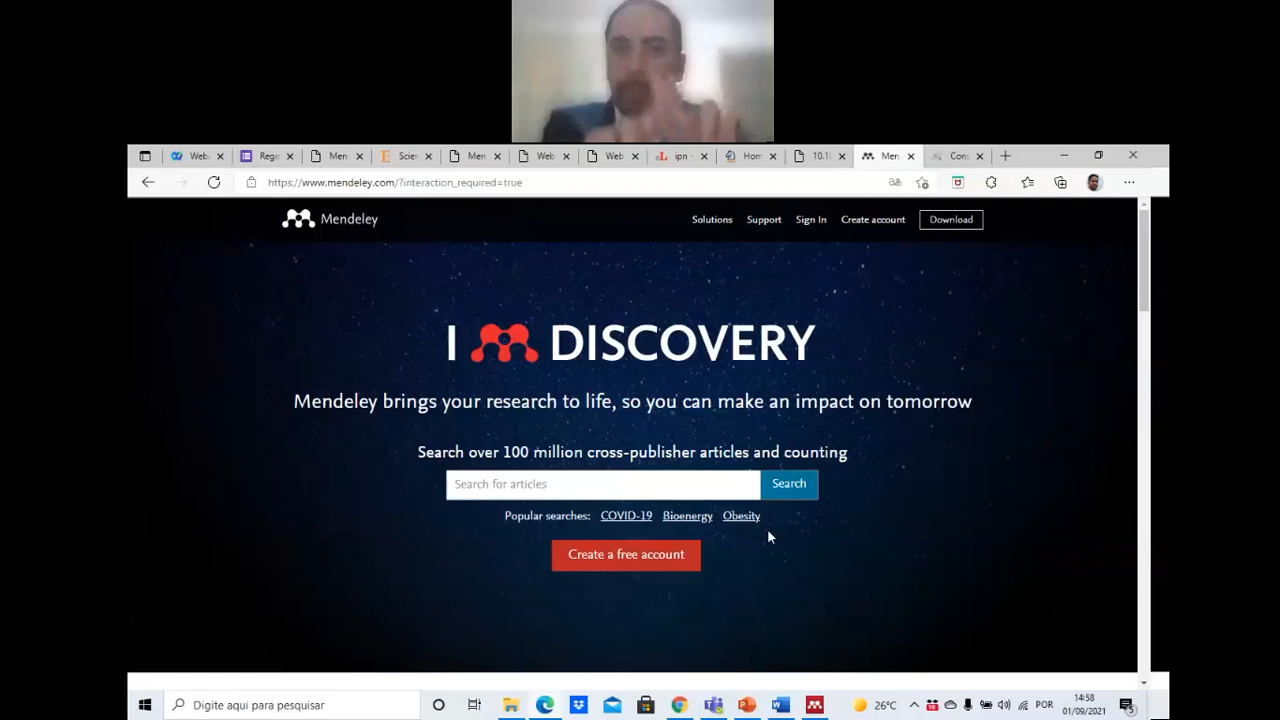 Web
Reg
Men
Scie
Men
Web
Web
ipn -
Hom
10.1
Men
Con
https://www.mendeley.com/?interaction_required=true
Mendeley
Solutions Support Sign In Create account Download
I DISCOVERY
Mendeley brings your research to life, so you can make an impact on tomorrow
Search over 100 million cross-publisher articles and counting
Search for articles Search
Popular searches: COVID-19 Bioenergy Obesity
Create a free account
Digite aqui para pesquisar
26°C
POR
14:58
01/09/2021